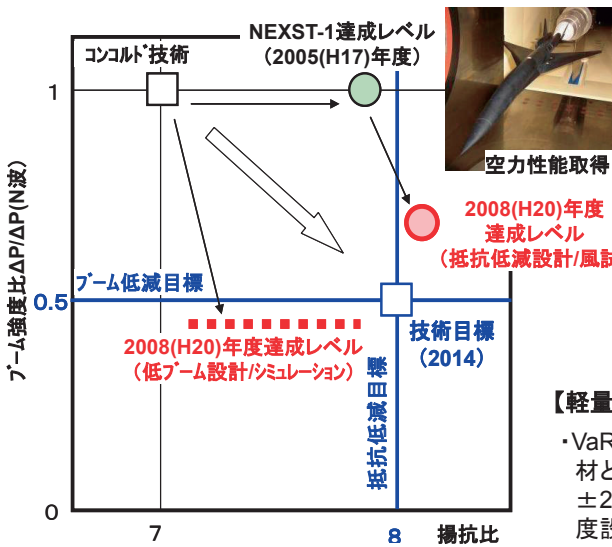 NEXST-1達成レベル
(2005(H17)年度)
コンコルド技術
1
空力性能取得
2008(H20)年度
達成レベル
(抵抗低減設計/風試
ブーム強度比ΔP/ΔP(N波)
ブーム低減目標
0.5
技術目標
(2014)
2008(H20)年度達成レベル
(低ブーム設計/シミュレーション)
抵抗低減目標
【軽量
・VaR
材と
±2
度設
0
7
8
揚抗比